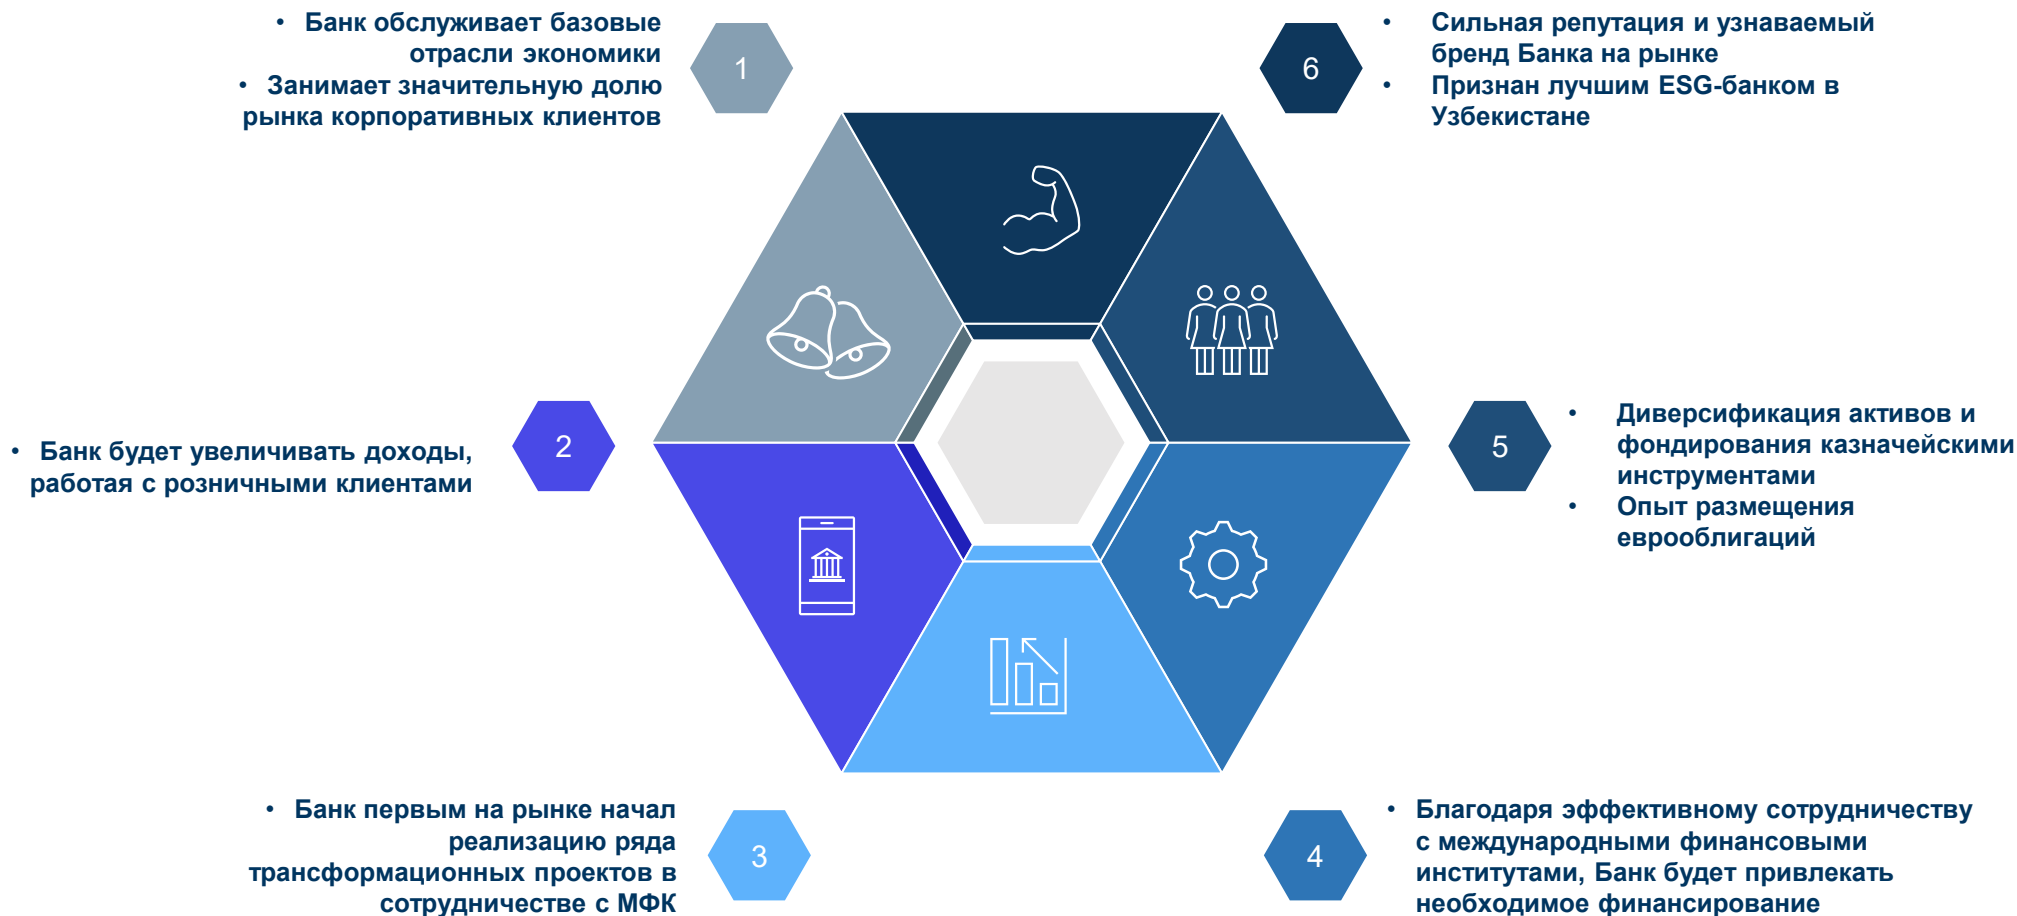 • Банк обслуживает базовые
отрасли экономики
• Занимает значительную долю
рынка корпоративных клиентов
1
• Банк будет увеличивать доходы,
работая с розничными клиентами
2
• Банк первым на рынке начал
реализацию ряда
трансформационных проектов в
сотрудничестве с МФК
3
4
• Благодаря эффективному сотрудничеству
с международными финансовыми
институтами, Банк будет привлекать
необходимое финансирование
5
• Диверсификация активов и
фондирования казначейскими
инструментами
• Опыт размещения
еврооблигаций
6
• Сильная репутация и узнаваемый
бренд Банка на рынке
• Признан лучшим ESG-банком в
Узбекистане